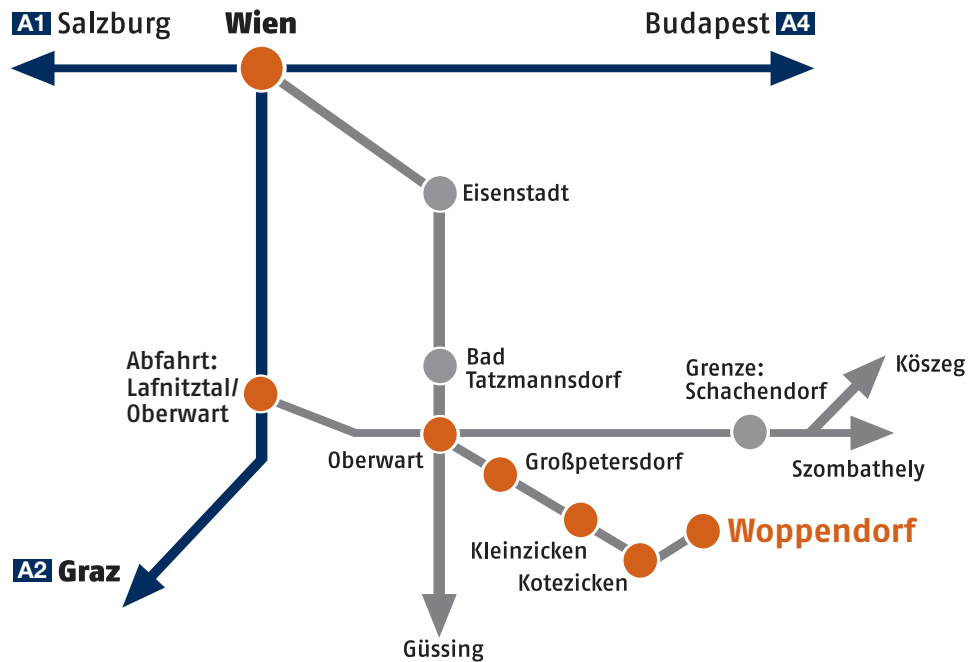 A1 Salzburg
Wien
Budapest A4
Eisenstadt
Abfahrt:
Lafnitztal/
Oberwart
Bad
Tatzmannsdorf
Grenze:
Schachendorf
Köszeg
Oberwart
Großpetersdorf
Szombathely
Woppendorf
Kleinzicken
Kotezicken
A2 Graz
Güssing